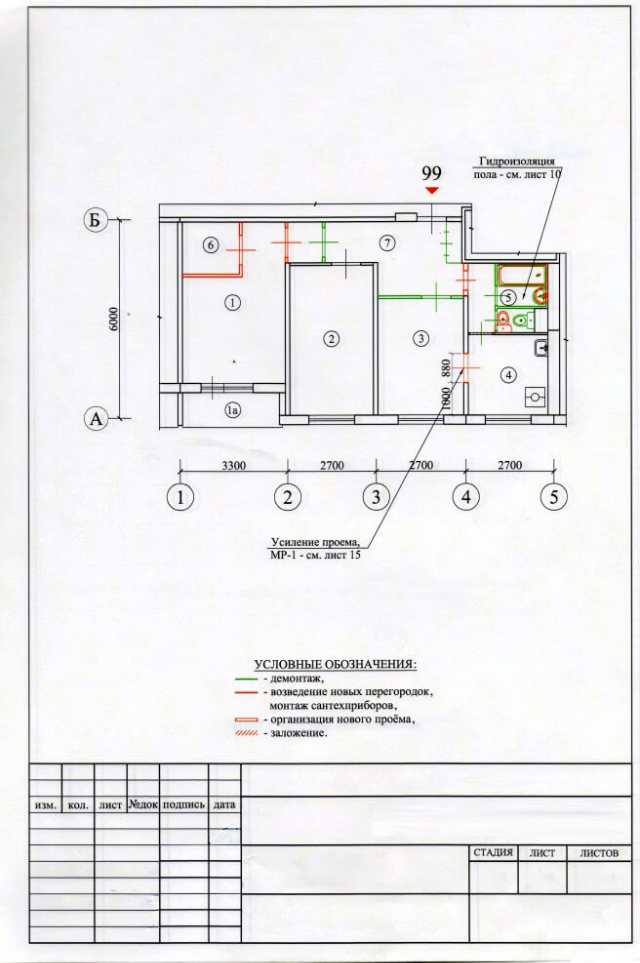 Гидроизоляция
пола - см. лист 10
99
Б
6
7
5
1
2
3
4
6000
880
1000
А
1а
3300
2700
2700
2700
1
2
3
4
5
Усиление проема,
МР-1 - см. лист 15
УСЛОВНЫЕ ОБОЗНАЧЕНИЯ:
- демонтаж,
- возведение новых перегородок,
монтаж сантехприборов,
- организация нового проёма,
- заложение.
изм. кол. лист №док подпись дата
СТАДИЯ ЛИСТ ЛИСТОВ